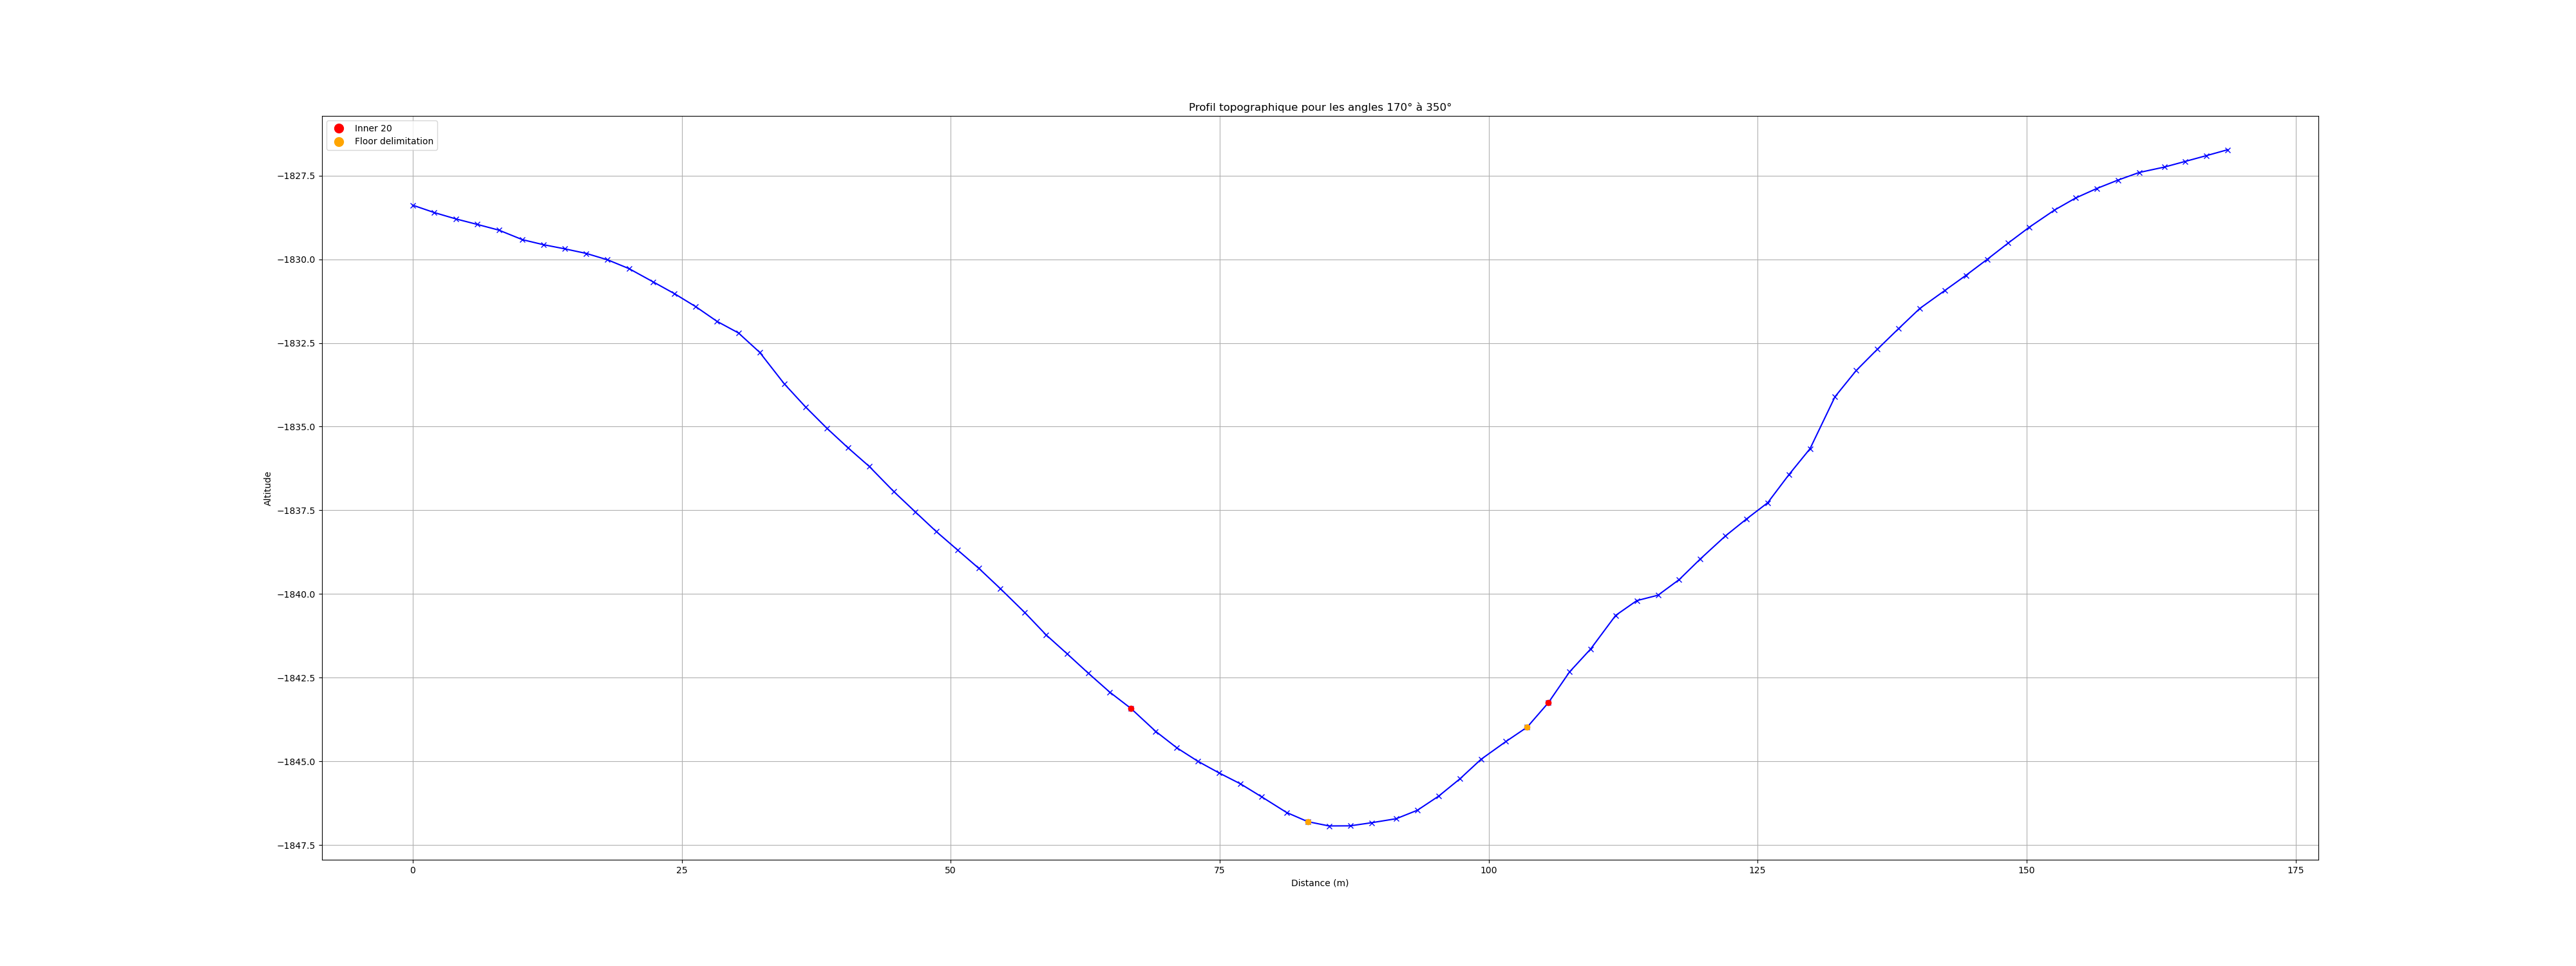 Profil topographique pour les angles 170° à 350°
Inner 20
Floor delimitation
Altitude
−1827.5
−1830.0
−1832.5
−1835.0
−1837.5
−1840.0
−1842.5
−1845.0
−1847.5
0 25 50 75 100 125 150 175
Distance (m)